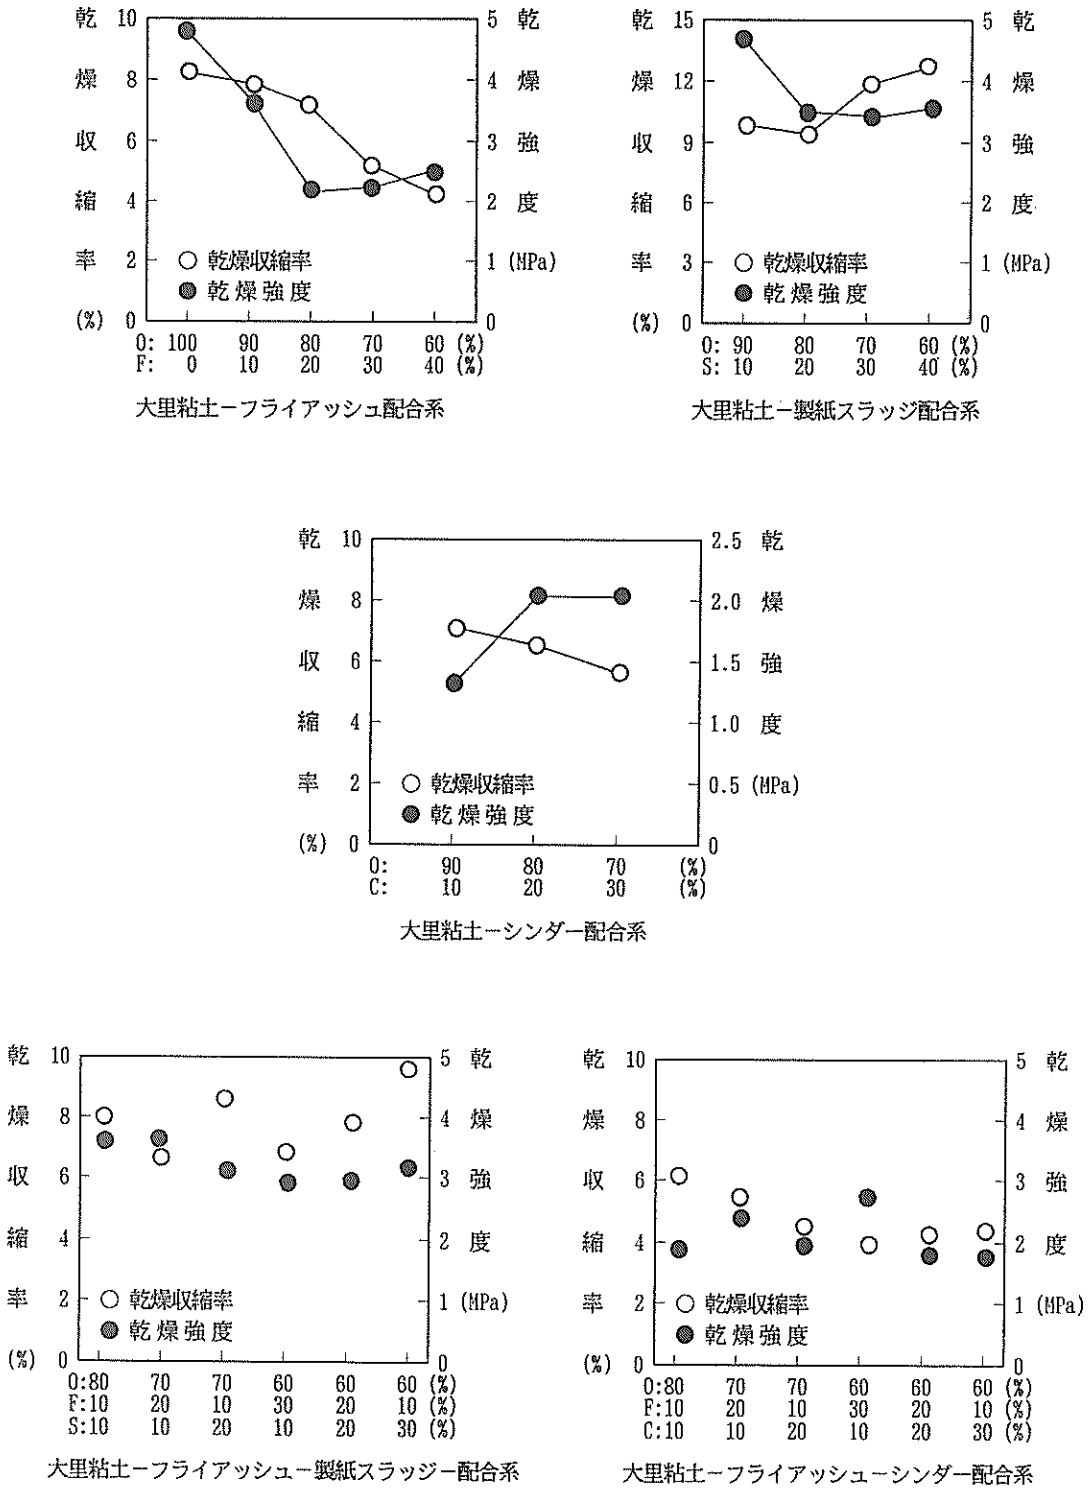 乾 10 5 乾
燥 8 4 燥
収 6 3 強
縮 4 2 度
率 2 1 (MPa)
(%) 0 0
○ 乾燥収縮率
● 乾燥強度
O: 100 90 80 70 60 (%)
F: 0 10 20 30 40 (%)
大里粘土－フライアッシュ配合系
乾 15 5 乾
燥 12 4 燥
収 9 3 強
縮 6 2 度
率 3 1 (MPa)
(%) 0 0
○ 乾燥収縮率
● 乾燥強度
O: 90 80 70 60 (%)
S: 10 20 30 40 (%)
大里粘土－製紙スラッジ配合系
乾 10 2.5 乾
燥 8 2.0 燥
収 6 1.5 強
縮 4 1.0 度
率 2 0.5 (MPa)
(%) 0 0
○ 乾燥収縮率
● 乾燥強度
O: 90 80 70 (%)
C: 10 20 30 (%)
大里粘土－シンダー配合系
乾 10 5 乾
燥 8 4 燥
収 6 3 強
縮 4 2 度
率 2 1 (MPa)
(%) 0 0
○ 乾燥収縮率
● 乾燥強度
O:80 70 70 60 60 60 (%)
F:10 20 10 30 20 10 (%)
S:10 10 20 10 20 30 (%)
大里粘土－フライアッシュ－製紙スラッジ－配合系
乾 10 5 乾
燥 8 4 燥
収 6 3 強
縮 4 2 度
率 2 1 (MPa)
(%) 0 0
○ 乾燥収縮率
● 乾燥強度
O:80 70 70 60 60 60 (%)
F:10 20 10 30 20 10 (%)
C:10 10 20 10 20 30 (%)
大里粘土－フライアッシュ－シンダー配合系